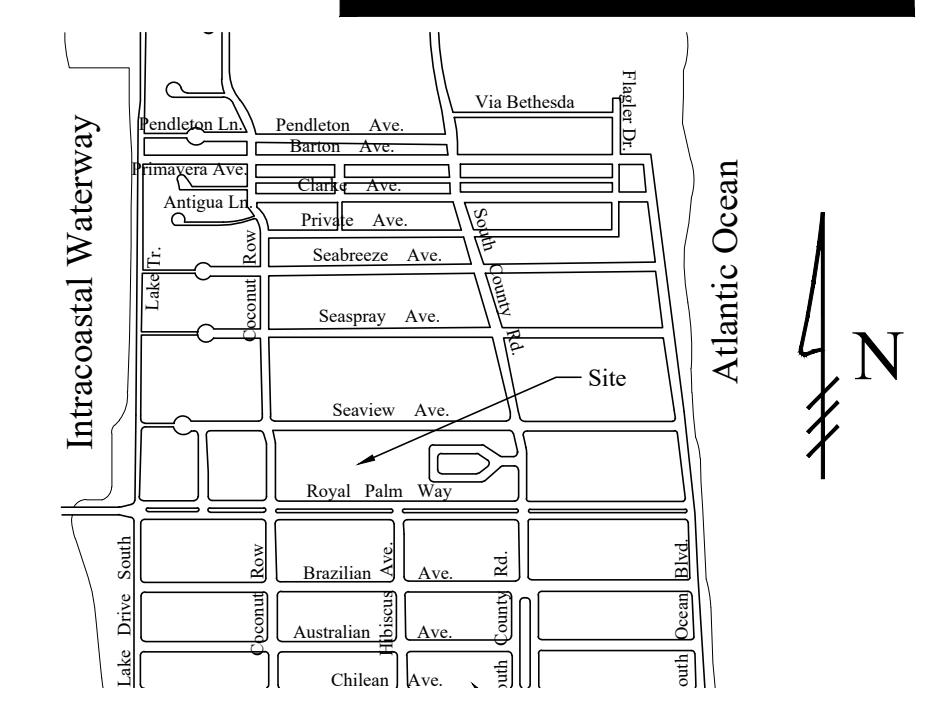 Flagler Dr.
Via Bethesda
Pendleton Ln.
Pendleton Ave.
Barton Ave.
Primavera Ave.
Clarke Ave.
Antigua Ln.
Private Ave.
South County Rd.
Seabreeze Ave.
Coconut Row
Lake Tr.
Intracoastal Waterway
Atlantic Ocean
N
Seaspray Ave.
Site
Seaview Ave.
Royal Palm Way
Lake Drive South
Coconut Row
Brazilian Ave.
Hibiscus Ave.
County Rd.
outh
Blvd.
Ocean
outh
Australian Ave.
Chilean Ave.